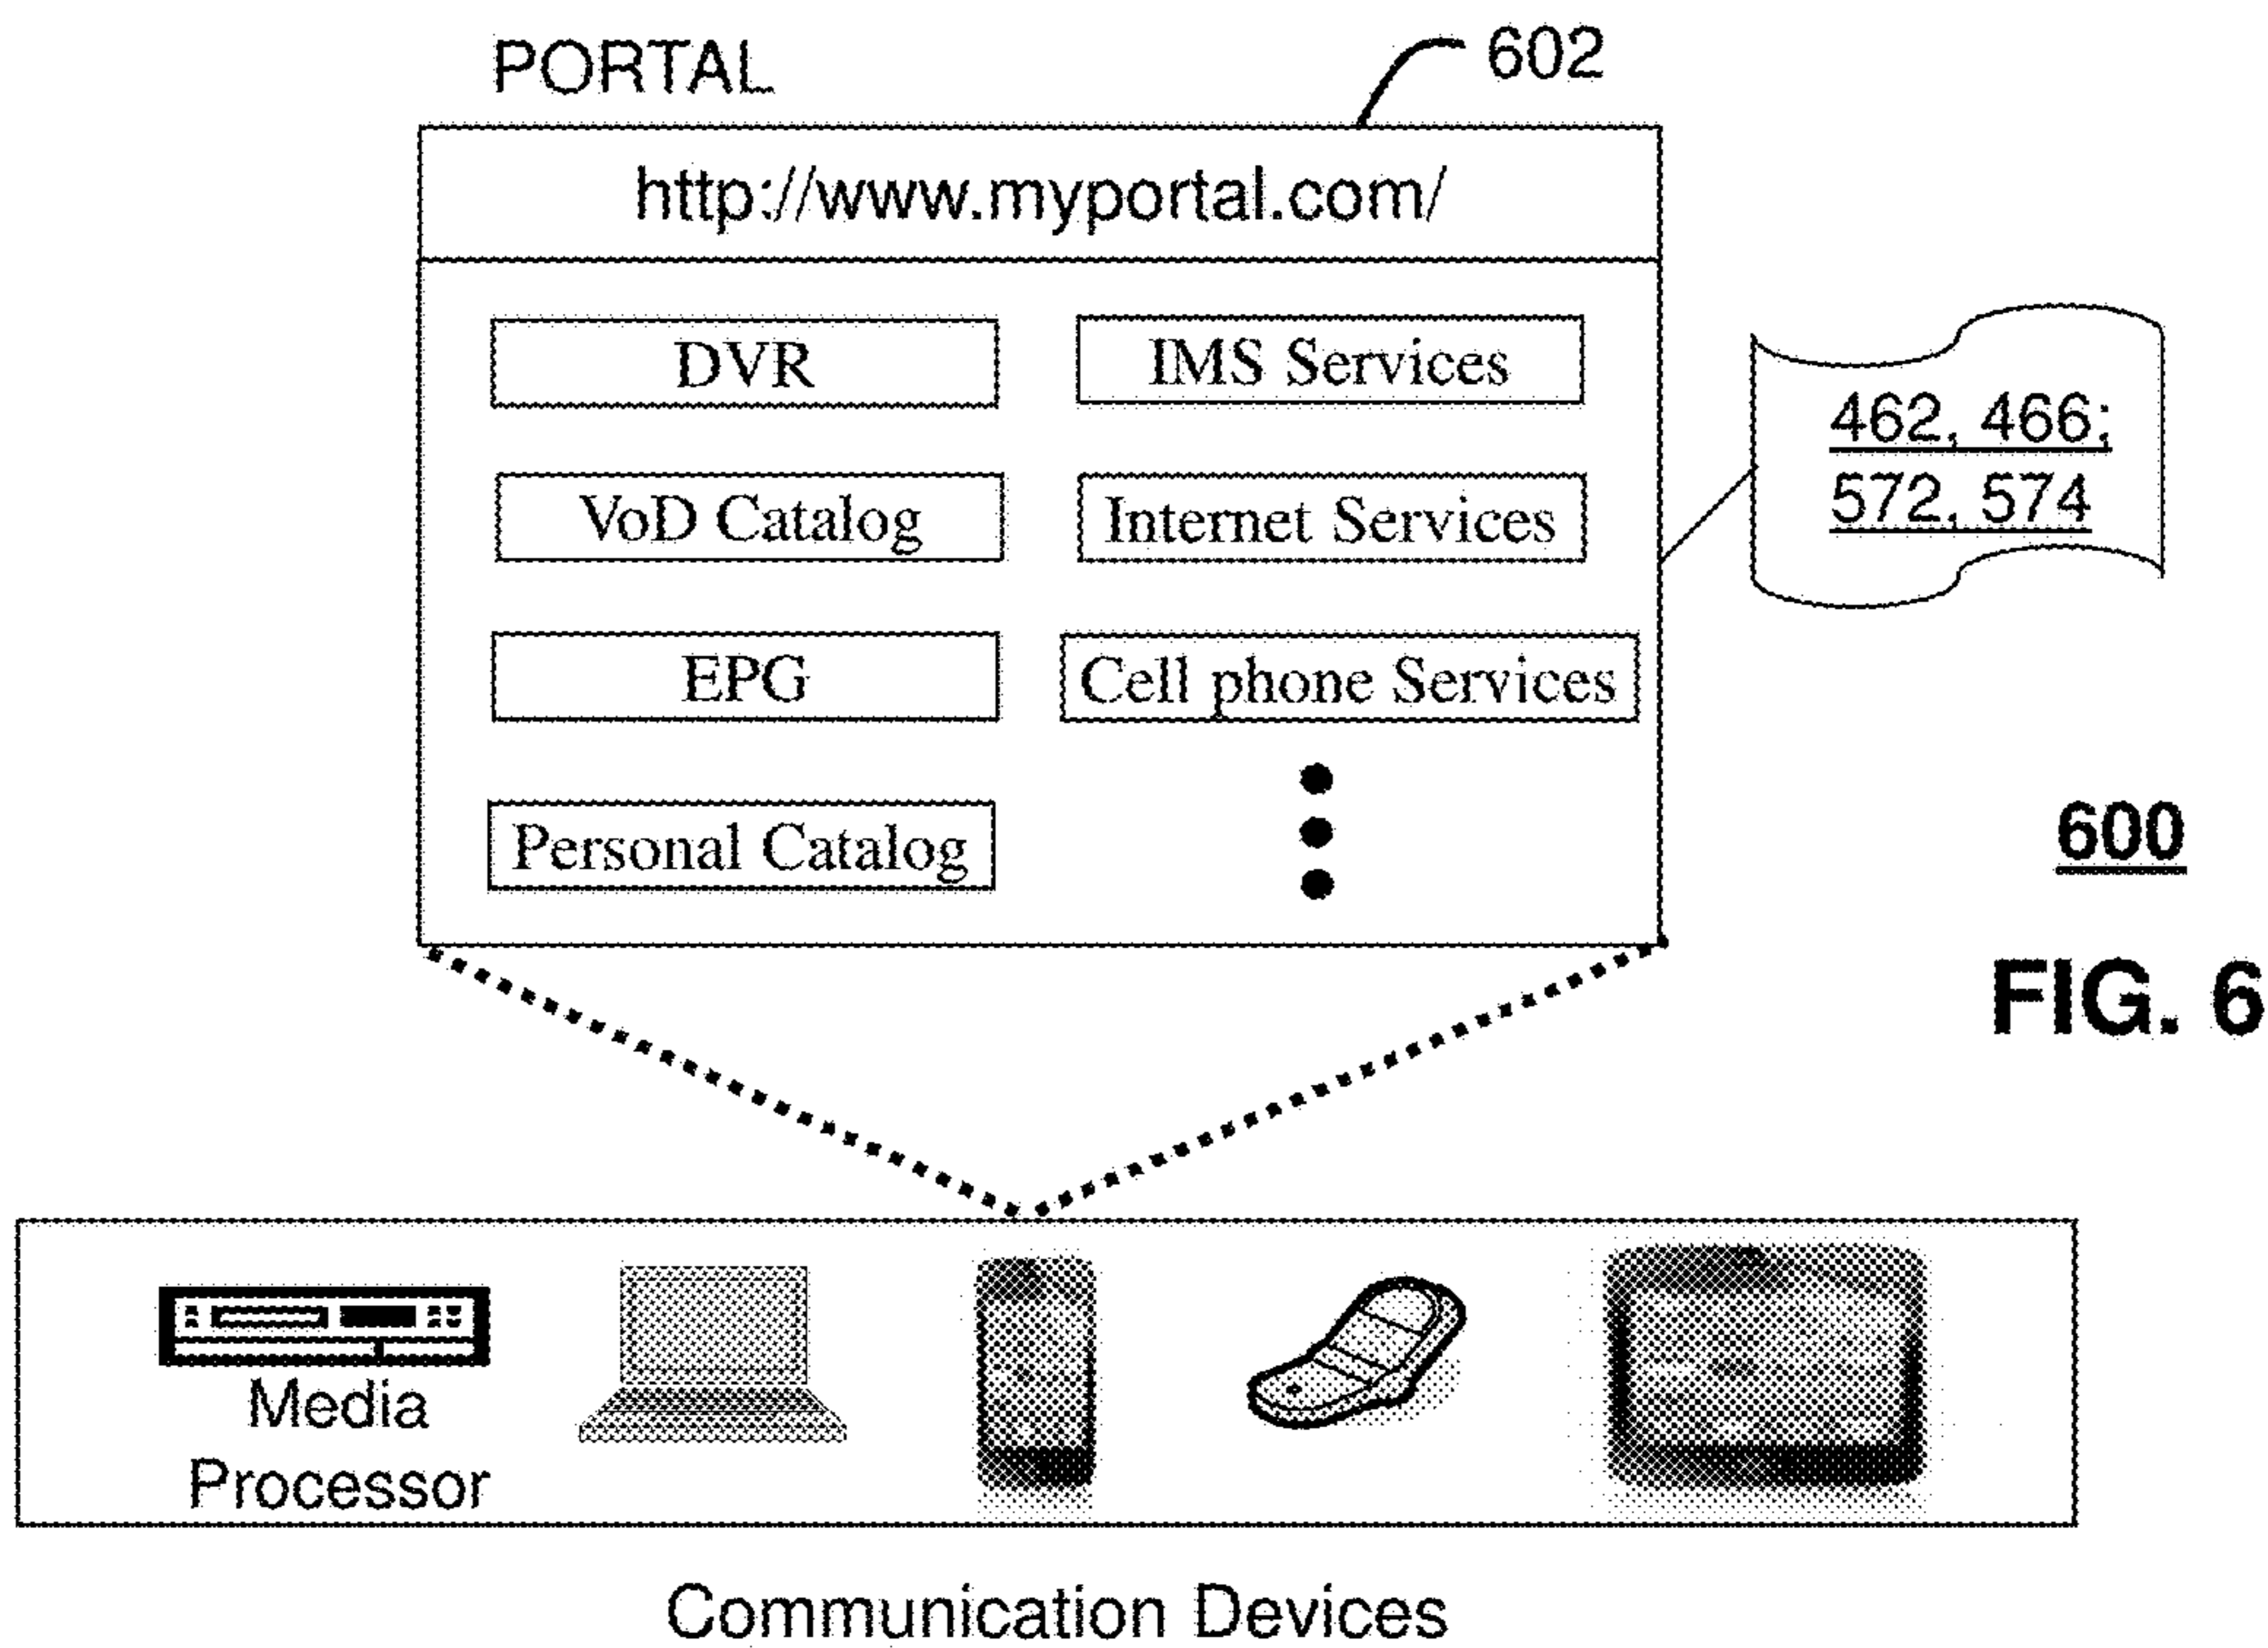 PORTAL
602
http://www.myportal.com/
DVR
IMS Services
VoD Catalog
Internet Services
EPG
Cell phone Services
Personal Catalog
462, 466;
572, 574
600
FIG. 6
Media
Processor
Communication Devices